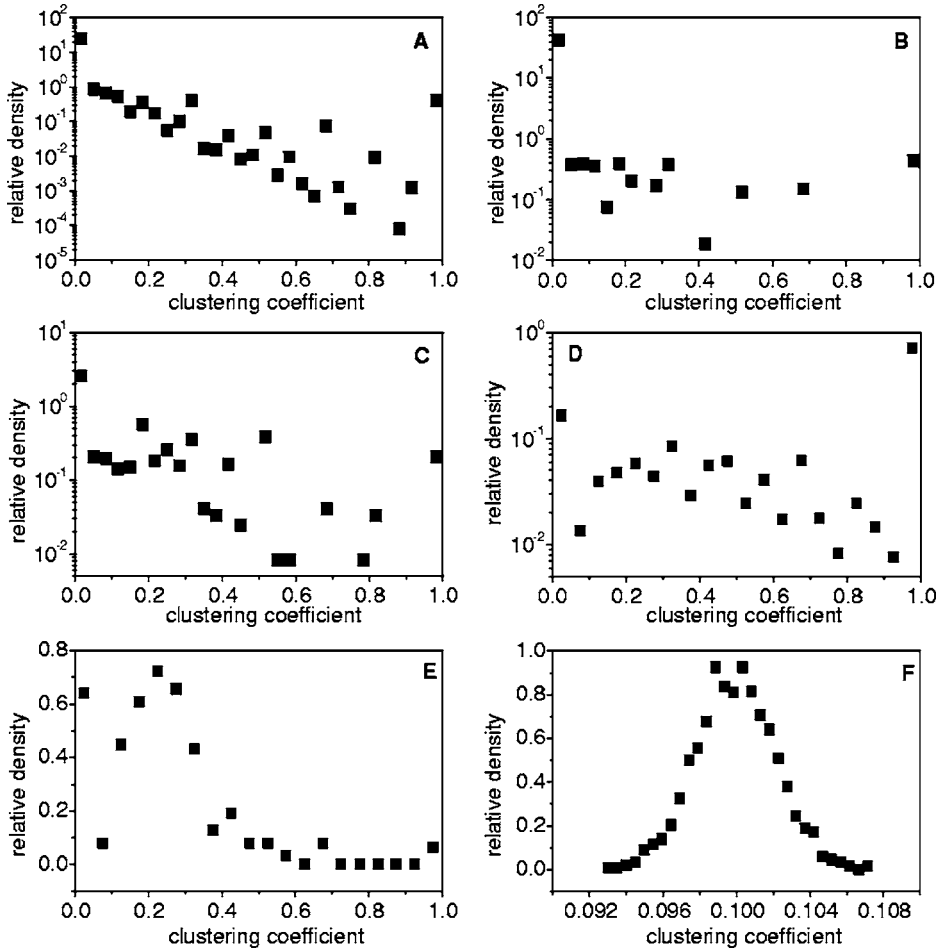 10^2
10^1
10^0
10^-1
10^-2
10^-3
10^-4
10^-5
relative density
A
0.0 0.2 0.4 0.6 0.8 1.0
clustering coefficient
10^2
10^1
10^0
10^-1
10^-2
relative density
B
0.0 0.2 0.4 0.6 0.8 1.0
clustering coefficient
10^1
10^0
10^-1
10^-2
relative density
C
0.0 0.2 0.4 0.6 0.8 1.0
clustering coefficient
10^0
10^-1
10^-2
relative density
D
0.0 0.2 0.4 0.6 0.8 1.0
clustering coefficient
0.8
0.6
0.4
0.2
0.0
relative density
E
0.0 0.2 0.4 0.6 0.8 1.0
clustering coefficient
1.0
0.8
0.6
0.4
0.2
0.0
relative density
F
0.092 0.096 0.100 0.104 0.108
clustering coefficient